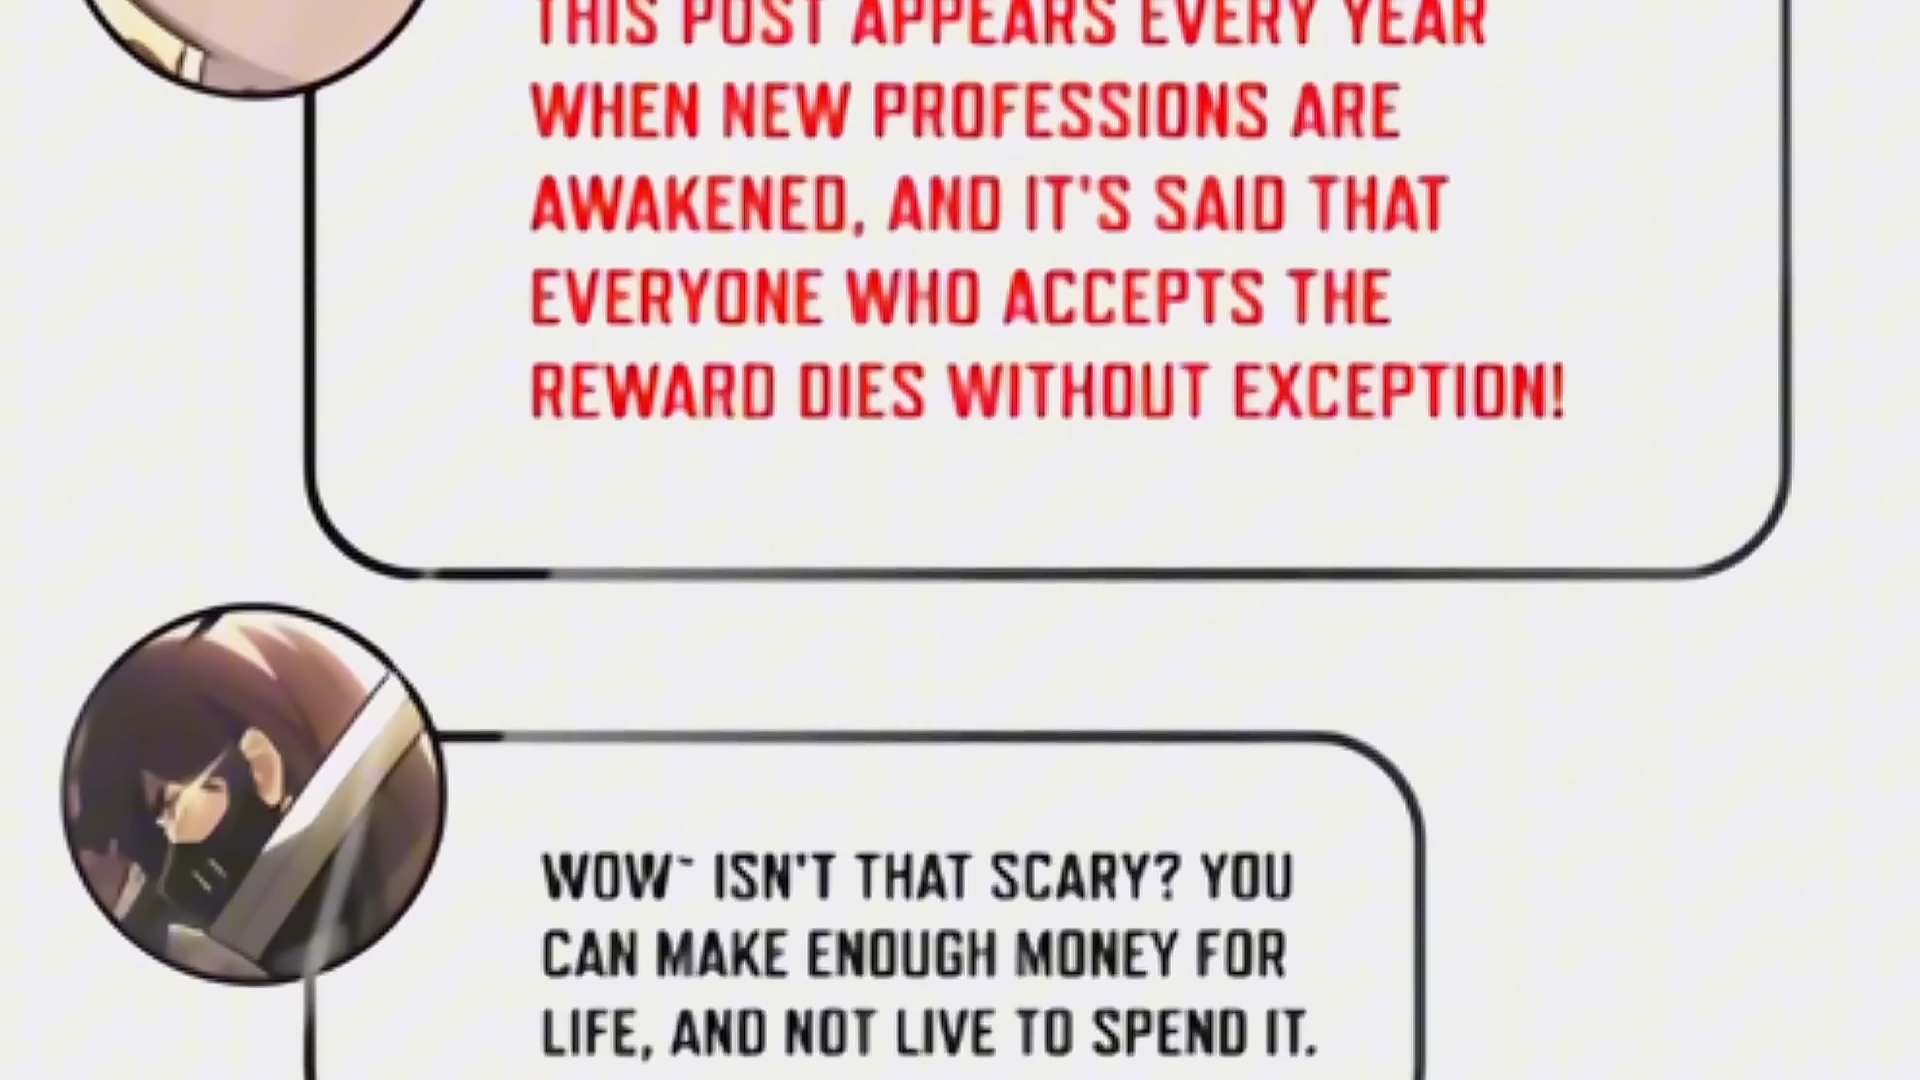 THIS POST APPEARS EVERY YEAR
WHEN NEW PROFESSIONS ARE
AWAKENED, AND IT'S SAID THAT
EVERYONE WHO ACCEPTS THE
REWARD DIES WITHOUT EXCEPTION!
WOW~ ISN'T THAT SCARY? YOU
CAN MAKE ENOUGH MONEY FOR
LIFE, AND NOT LIVE TO SPEND IT.